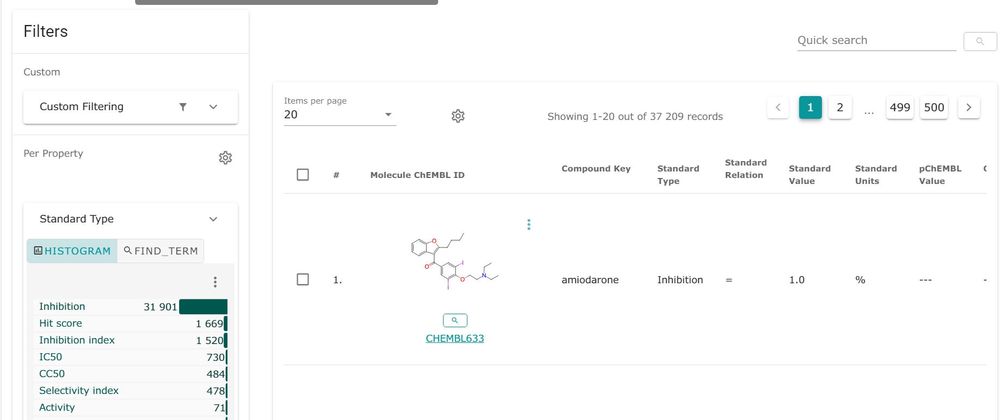 Filters
Custom
Custom Filtering
Per Property
Standard Type
HISTOGRAM FIND_TERM
Inhibition 31 901
Hit score 1 669
Inhibition index 1 520
IC50 730
CC50 484
Selectivity index 478
Activity 71
Quick search
Items per page
20
Showing 1-20 out of 37 209 records
1 2 ... 499 500
# Molecule ChEMBL ID Compound Key Standard Type Standard Relation Standard Value Standard Units pChEMBL Value
O
O
I
I
O
N
1. amiodarone Inhibition = 1.0 % ---
CHEMBL633